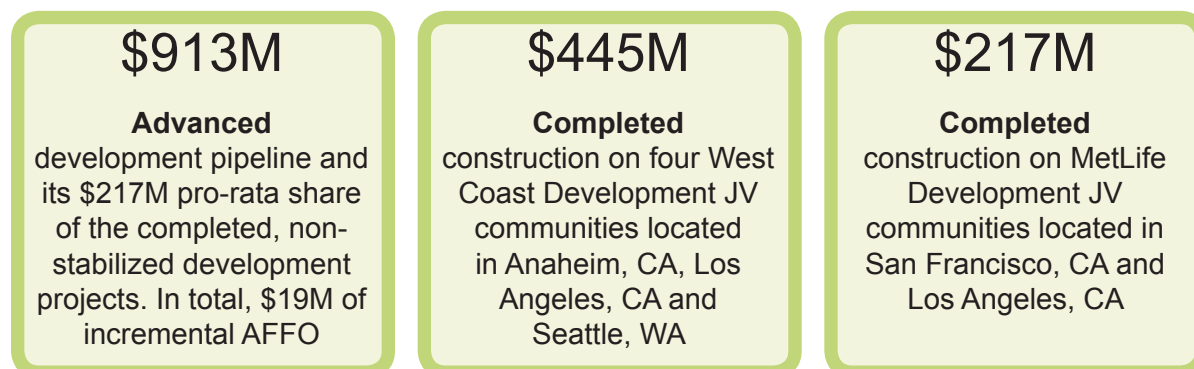 $913M
Advanced
development pipeline and
its $217M pro-rata share
of the completed, non-
stabilized development
projects. In total, $19M of
incremental AFFO
$445M
Completed
construction on four West
Coast Development JV
communities located
in Anaheim, CA, Los
Angeles, CA and
Seattle, WA
$217M
Completed
construction on MetLife
Development JV
communities located in
San Francisco, CA and
Los Angeles, CA